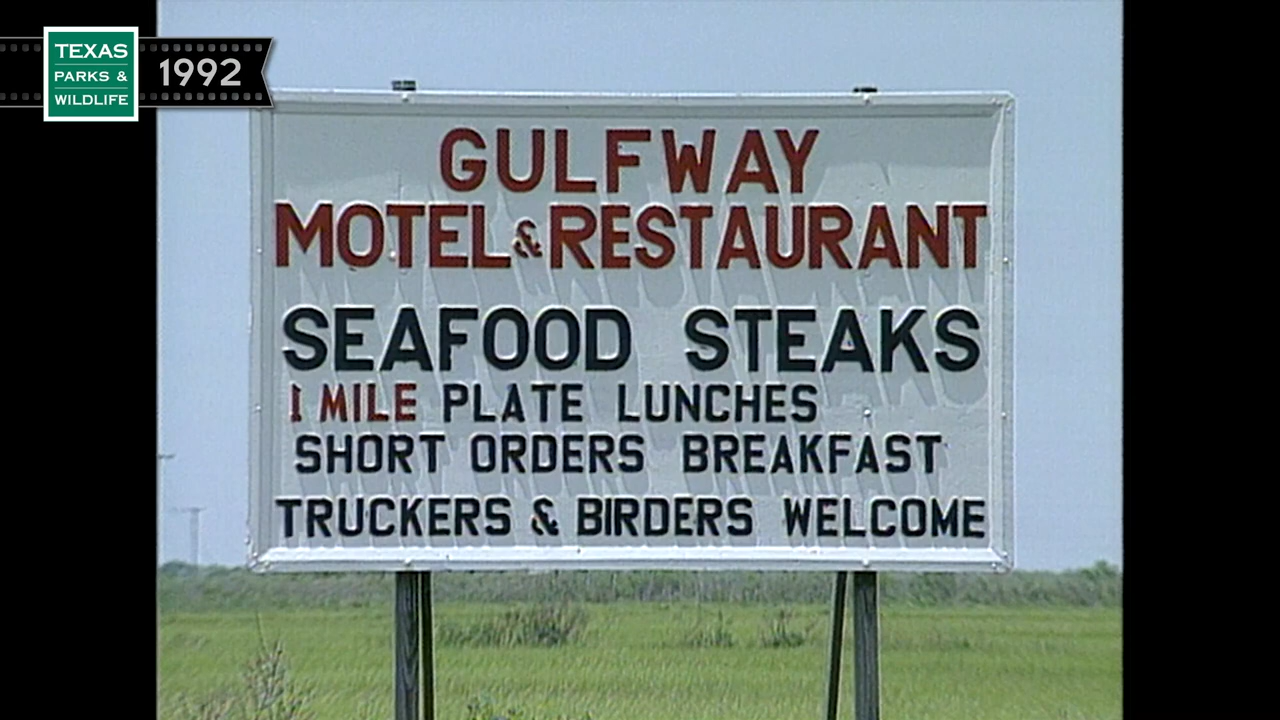 TEXAS
PARKS &
WILDLIFE
1992
GULFWAY
MOTEL & RESTAURANT
SEAFOOD STEAKS
1 MILE PLATE LUNCHES
SHORT ORDERS BREAKFAST
TRUCKERS & BIRDERS WELCOME